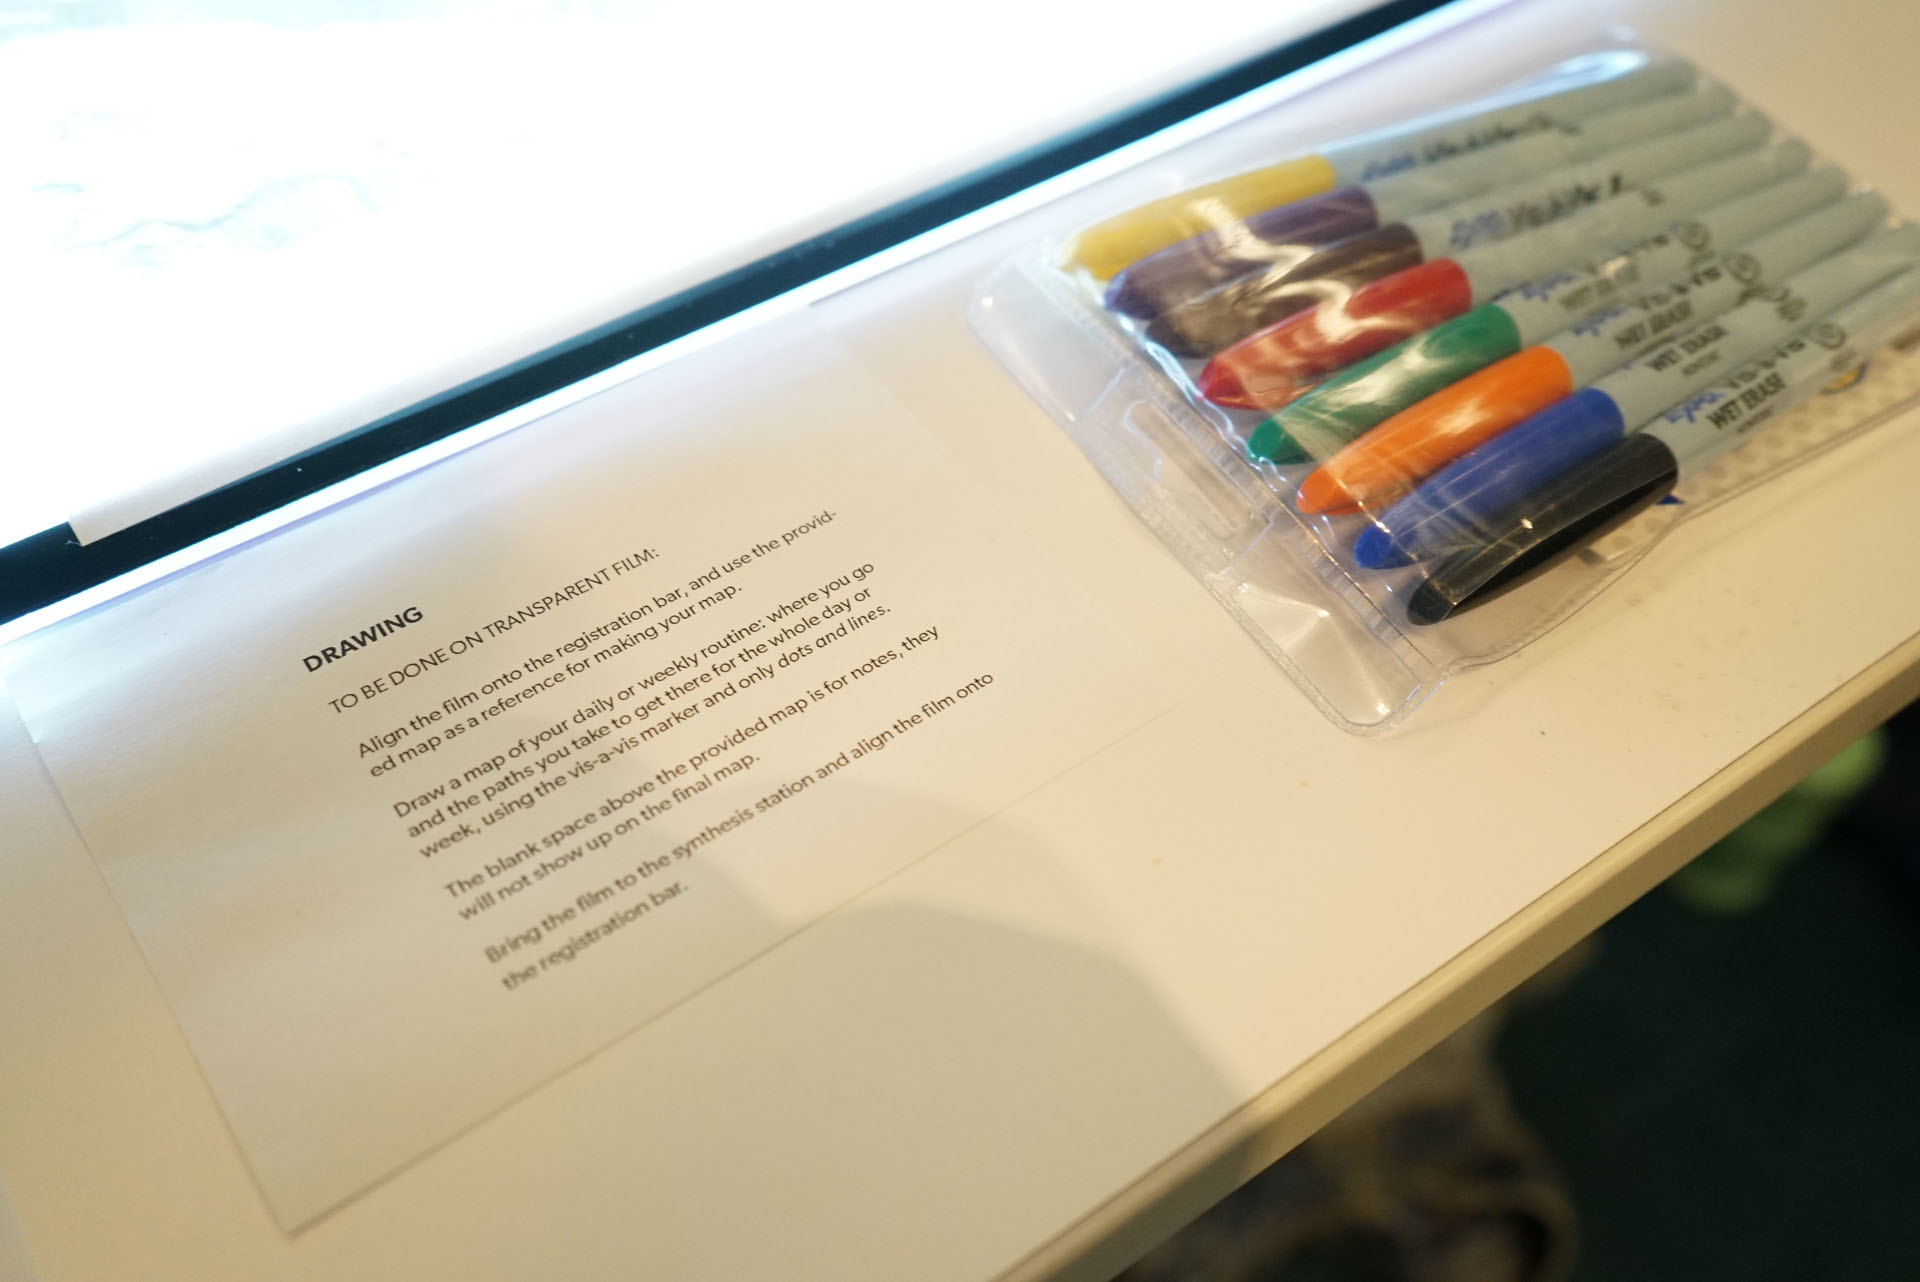 DRAWING
TO BE DONE ON TRANSPARENT FILM:
Align the film onto the registration bar, and use the provid-
ed map as a reference for making your map.
Draw a map of your daily or weekly routine: where you go
and the paths you take to get there for the whole day or
week, using the vis-a-vis marker and only dots and lines.
The blank space above the provided map is for notes, they
will not show up on the final map.
Bring the film to the synthesis station and align the film onto
the registration bar.
WET ERASE
WET ERASE
WET ERASE